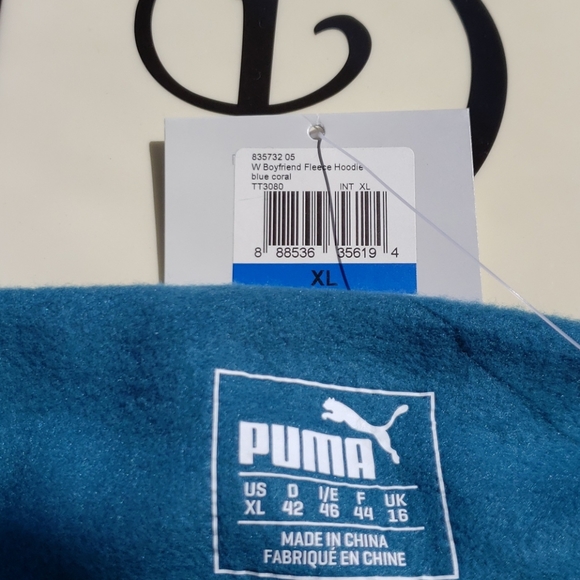 835732 05
W Boyfriend Fleece Hoodie
blue coral
TT3080 INT XL
8 88536 35619 4
XL
PUMA
US D I/E F UK
XL 42 46 44 16
MADE IN CHINA
FABRIQUÉ EN CHINE